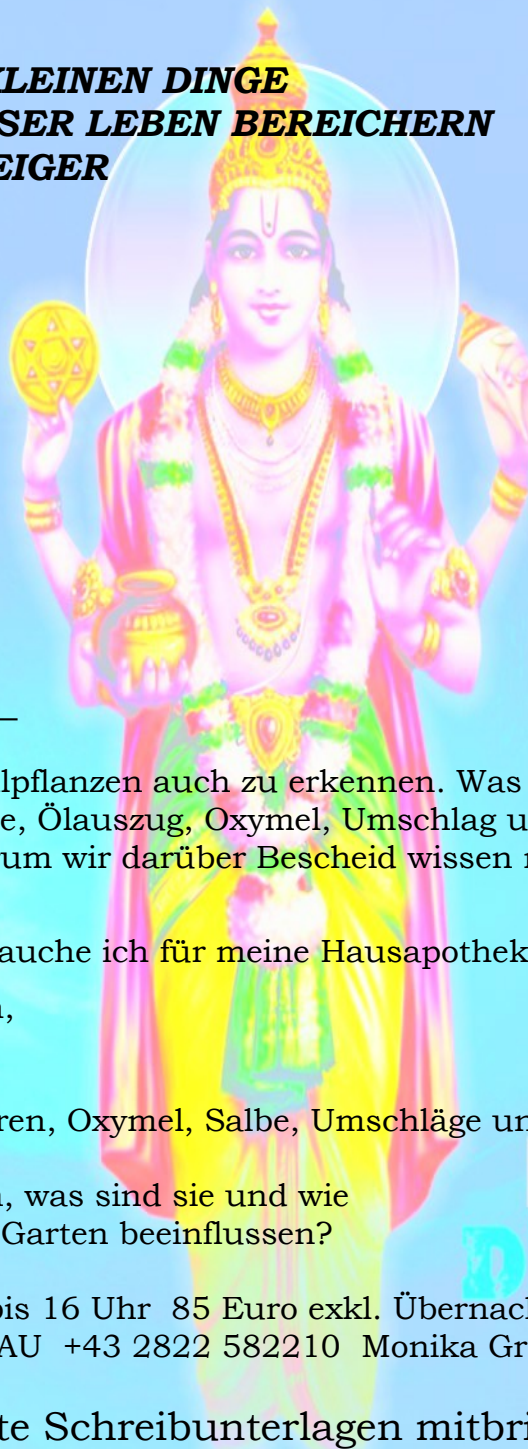 KLEINEN DINGE
SER LEBEN BEREICHERN
EIGER
lpflanzen auch zu erkennen. Was
e, Ölauszug, Oxymel, Umschlag u
um wir darüber Bescheid wissen
auche ich für meine Hausapothek
,
ren, Oxymel, Salbe, Umschläge un
, was sind sie und wie
Garten beeinflussen?
bis 16 Uhr 85 Euro exkl. Übernach
AU +43 2822 582210 Monika Gr
te Schreibunterlagen mitbri
D